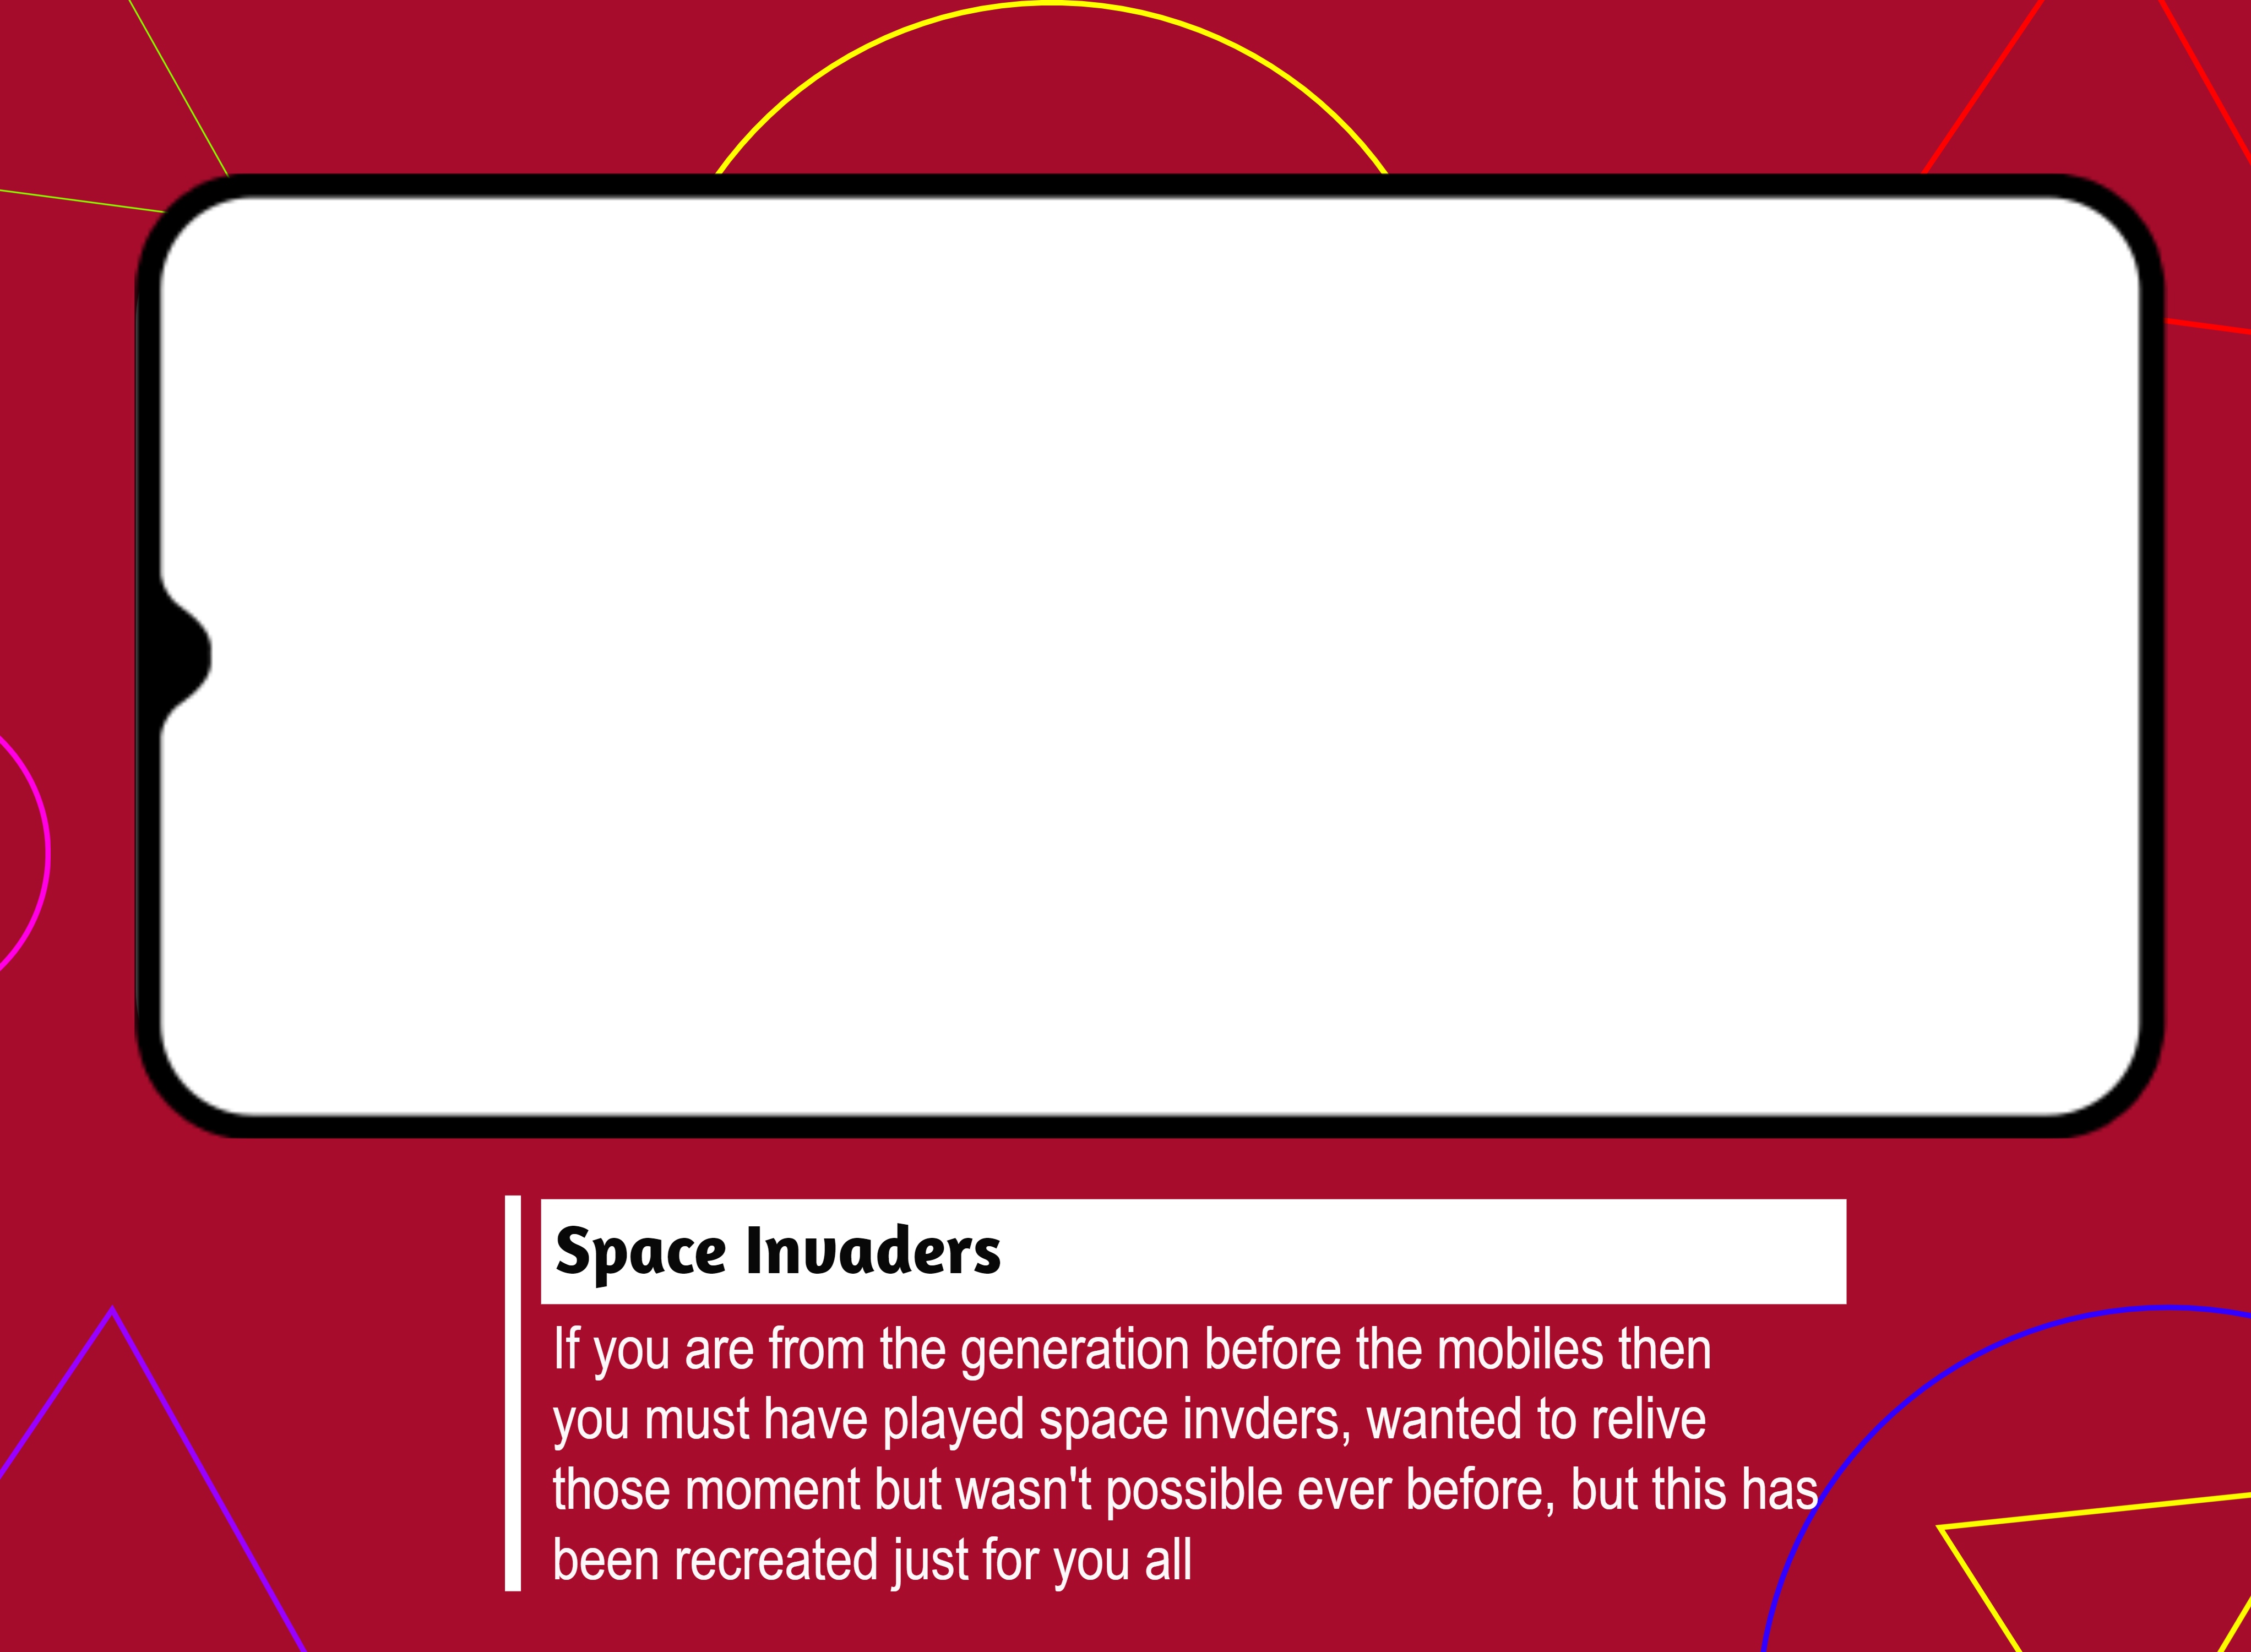 Space Invaders
If you are from the generation before the mobiles then
you must have played space invders, wanted to relive
those moment but wasn't possible ever before, but this has
been recreated just for you all